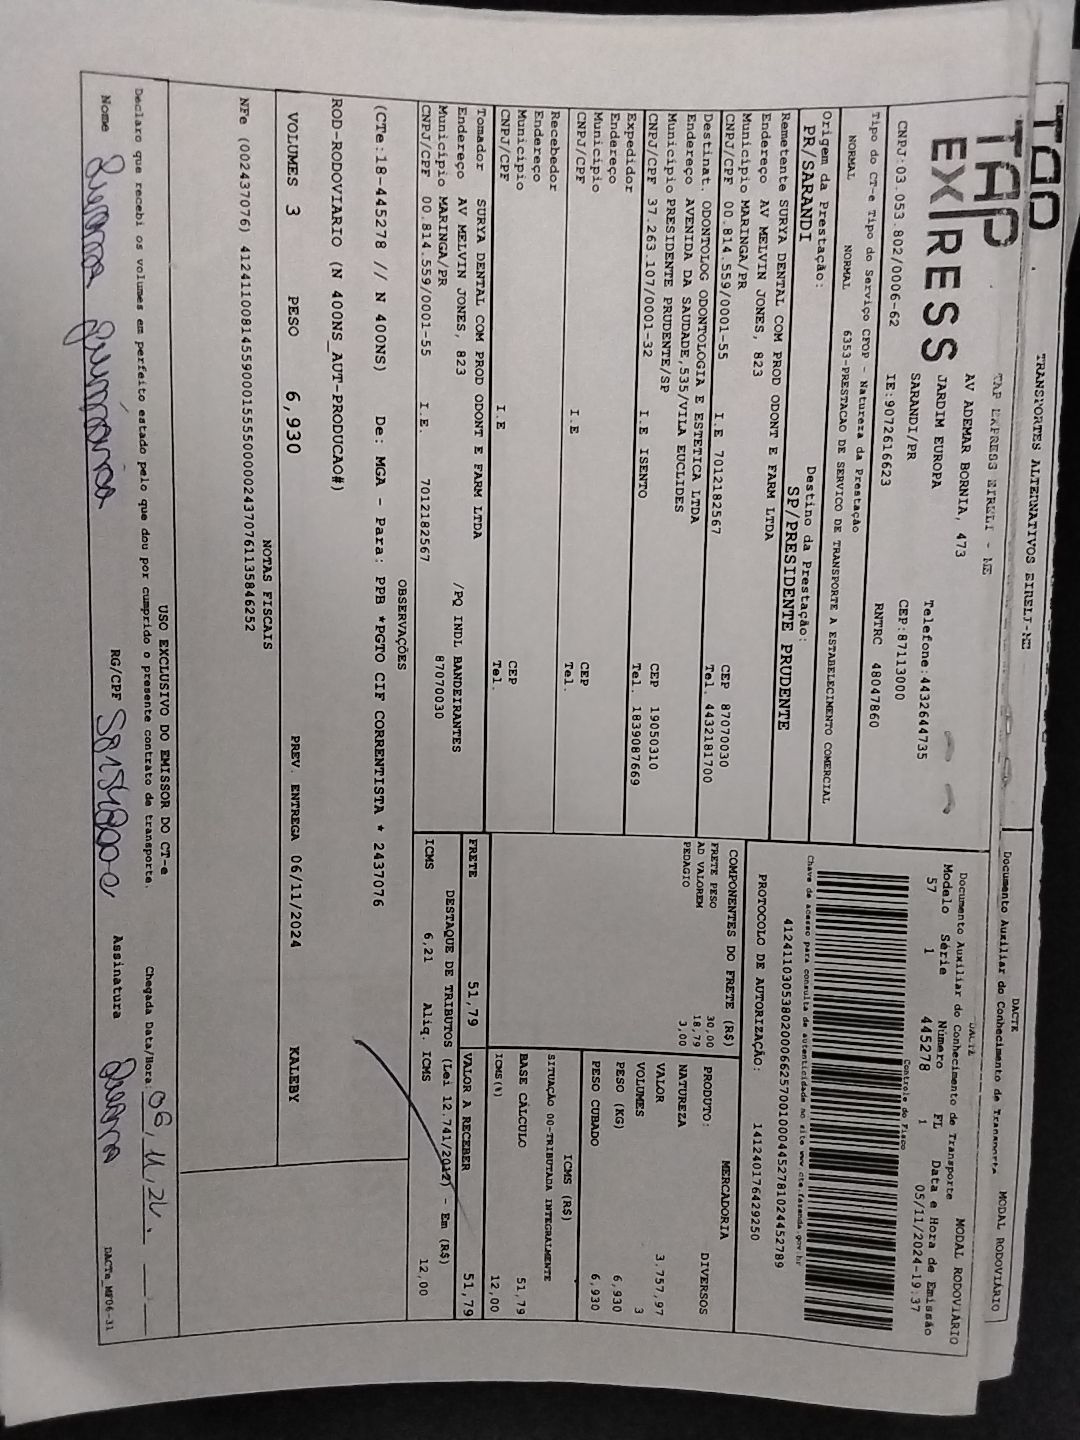 TRANSPORTES ALTERNATIVOS EIRELI-ME
DACTE
Documento Auxiliar do Conhecimento de Transporte
MODAL RODOVIÁRIO
TAP EXPRESS
TAP EXPRESS EIRELI - ME
AV ADEMAR BORNIA, 473
JARDIM EUROPA
SARANDI/PR
Telefone:4432644735
CEP:87113000
CNPJ:03.053.802/0006-62
IE:9072616623
RNTRC 48047860
DACTE
Documento Auxiliar do Conhecimento de Transporte
MODAL RODOVIÁRIO
Modelo Série Número FL Data e Hora de Emissão
57 1 445278 1 05/11/2024-19:37
Controle do Fisco
Chave de acesso para consulta de autenticidade no site www.cte.fazenda.gov.br
41241103053802000662570010004452781024452789
PROTOCOLO DE AUTORIZAÇÃO: 141240176429250
Tipo do CT-e Tipo do Serviço CFOP - Natureza da Prestação
NORMAL NORMAL 6353-PRESTACAO DE SERVICO DE TRANSPORTE A ESTABELECIMENTO COMERCIAL
Origem da Prestação: Destino da Prestação:
PR/SARANDI SP/PRESIDENTE PRUDENTE
Remetente SURYA DENTAL COM PROD ODONT E FARM LTDA
Endereço AV MELVIN JONES, 823
Município MARINGA/PR CEP 87070030
CNPJ/CPF 00.814.559/0001-55 I.E 7012182567 Tel. 4432181700
Destinat. ODONTOLOG ODONTOLOGIA E ESTETICA LTDA
Endereço AVENIDA DA SAUDADE,535/VILA EUCLIDES
Município PRESIDENTE PRUDENTE/SP CEP 19050310
CNPJ/CPF 37.263.107/0001-32 I.E ISENTO Tel. 1839087669
Expedidor
Endereço
Município CEP
CNPJ/CPF I.E Tel.
Recebedor
Endereço
Município CEP
CNPJ/CPF I.E Tel.
Tomador SURYA DENTAL COM PROD ODONT E FARM LTDA
Endereço AV MELVIN JONES, 823 /PQ INDL BANDEIRANTES
Município MARINGA/PR 87070030
CNPJ/CPF 00.814.559/0001-55 I.E. 7012182567
COMPONENTES DO FRETE (R$)
FRETE PESO 30,00
AD VALOREM 18,79
PEDAGIO 3,00
MERCADORIA
PRODUTO: DIVERSOS
NATUREZA
VALOR 3.757,97
VOLUMES 3
PESO (KG) 6,930
PESO CUBADO 6,930
ICMS (R$)
SITUAÇÃO 00-TRIBUTADA INTEGRALMENTE
BASE CÁLCULO 51,79
ICMS(%) 12,00
FRETE 51,79
VALOR A RECEBER 51,79
DESTAQUE DE TRIBUTOS (Lei 12.741/2012) - Em (R$)
ICMS 6,21 Alíq. ICMS 12,00
OBSERVAÇÕES
(CTe:18-445278 // N 400NS) De: MGA - Para: PPB *PGTO CIF CORRENTISTA * 2437076
ROD-RODOVIARIO (N 400NS_AUT-PRODUCAO#)
VOLUMES 3 PESO 6,930 PREV. ENTREGA 06/11/2024 KALEBY
NOTAS FISCAIS
NFe (002437076) 41241100814559000155550000024370761135846252
USO EXCLUSIVO DO EMISSOR DO CT-e
Declaro que recebi os volumes em perfeito estado pelo que dou por cumprido o presente contrato de transporte. Chegada Data/Hora: 06,11,24.
Nome RG/CPF Assinatura
DACTe_MF06-31